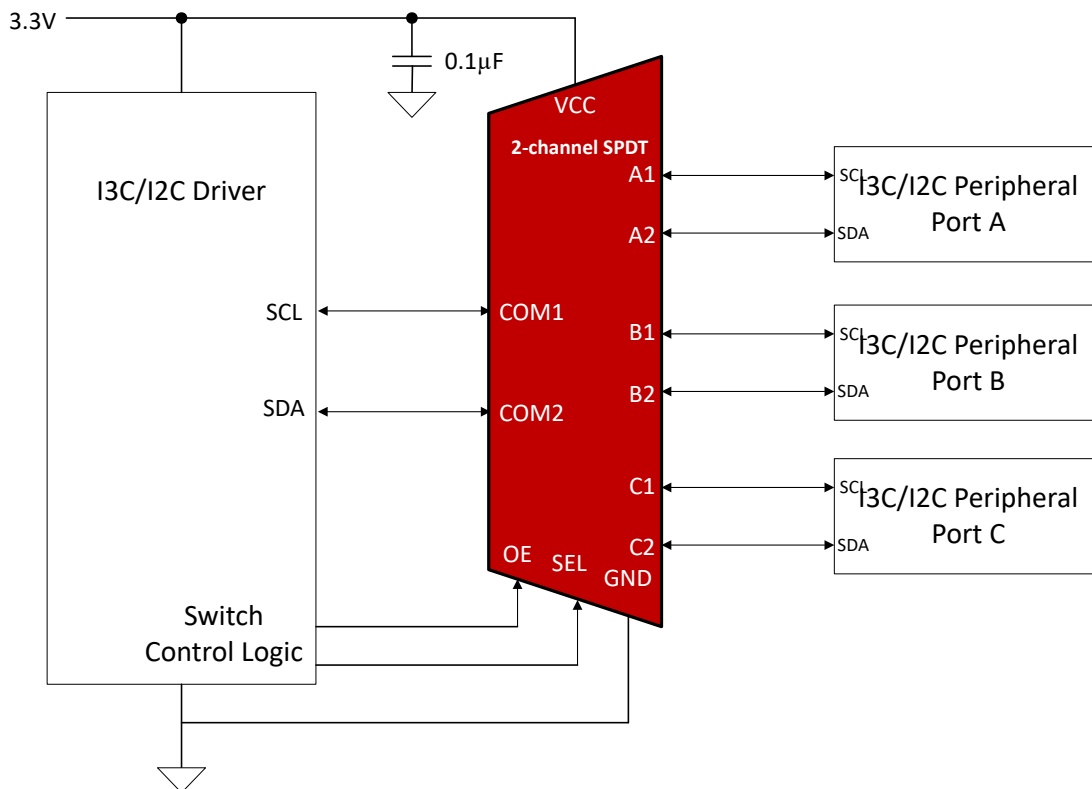 3.3V
0.1μF
VCC
2-channel SPDT
I3C/I2C Driver
SCL
SDA
Switch
Control Logic
COM1
COM2
A1
A2
B1
B2
C1
C2
OE
SEL
GND
SCL
I3C/I2C Peripheral
Port A
SDA
SCL
I3C/I2C Peripheral
Port B
SDA
SCL
I3C/I2C Peripheral
Port C
SDA